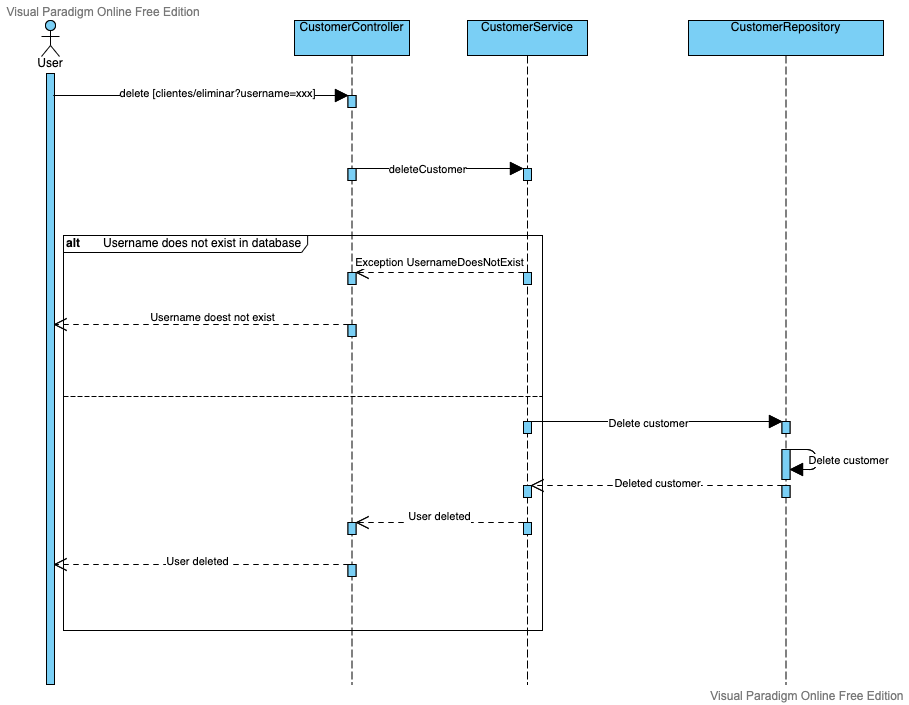 Visual Paradigm Online Free Edition
CustomerController
CustomerService
CustomerRepository
User
delete [clientes/eliminar?username=xxx]
deleteCustomer
alt Username does not exist in database
Exception UsernameDoesNotExist
Username doest not exist
Delete customer
Delete customer
Deleted customer
User deleted
User deleted
Visual Paradigm Online Free Edition